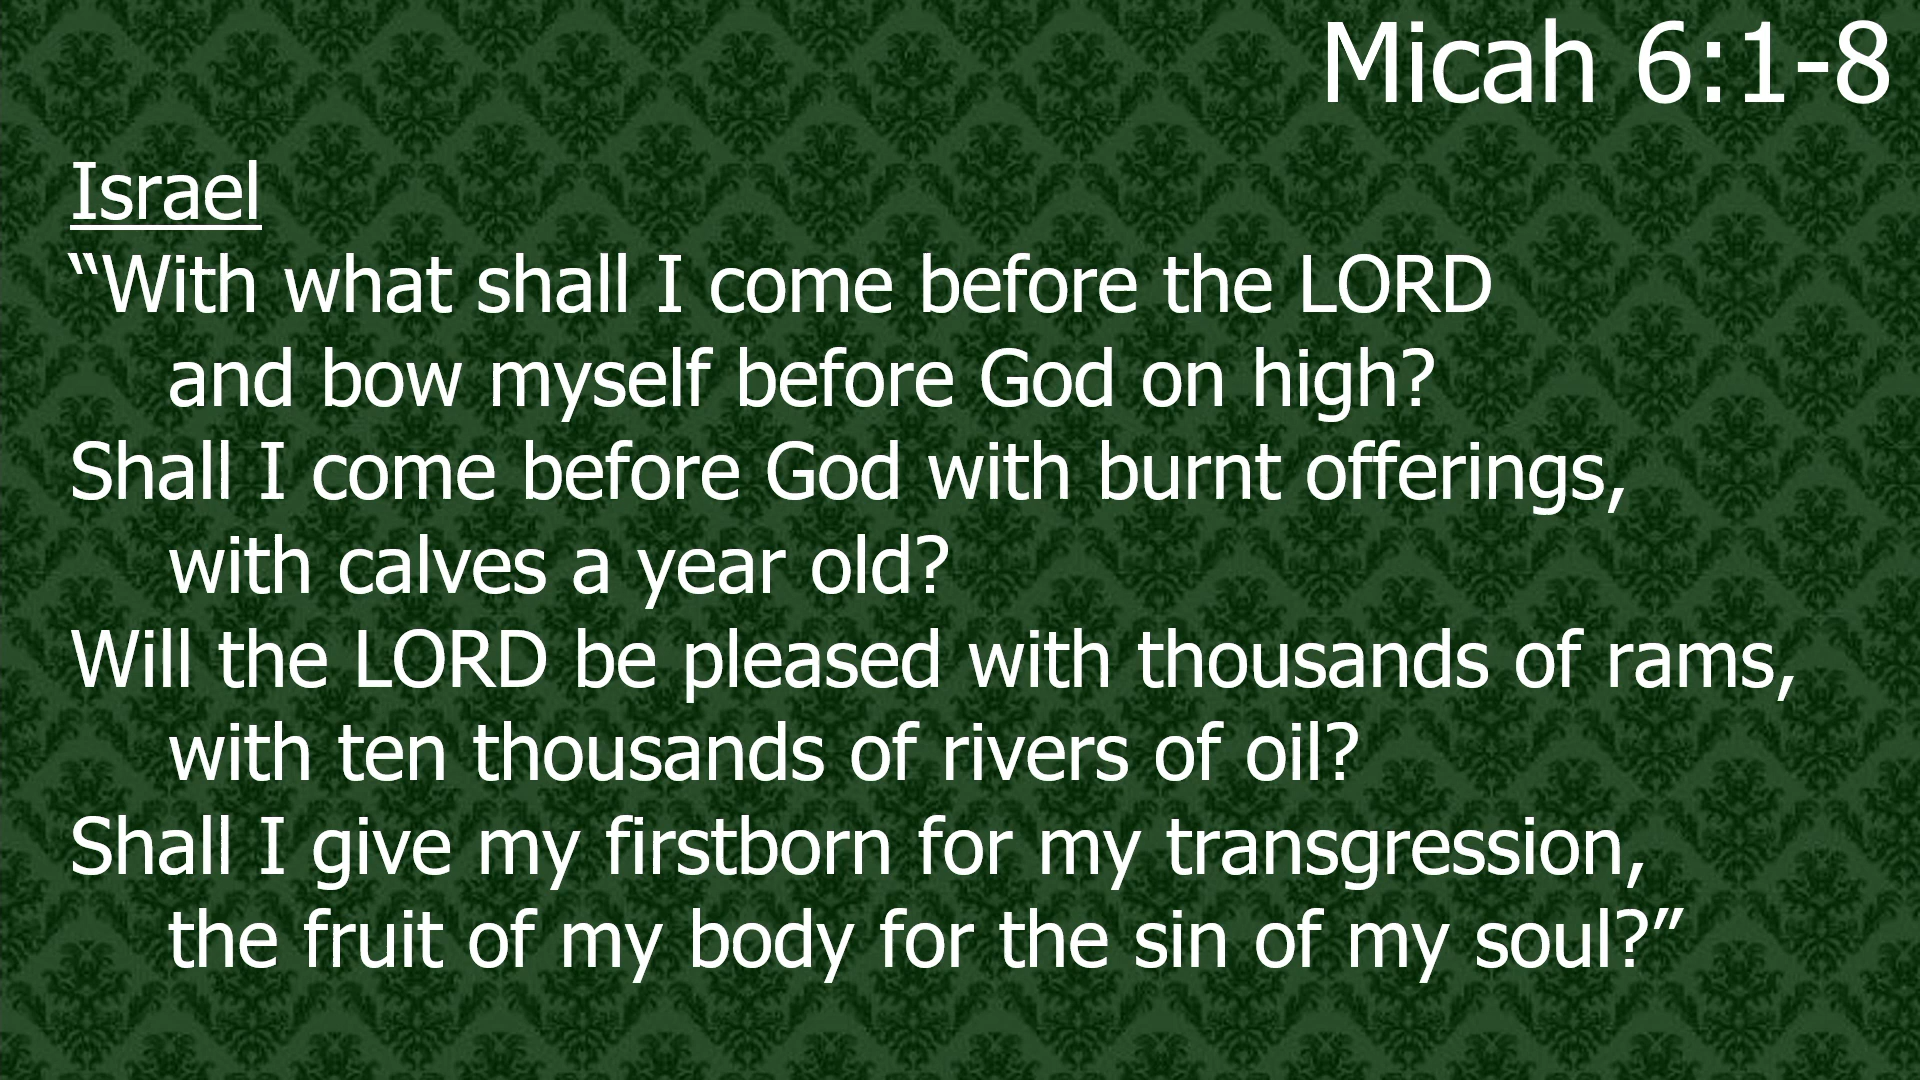 Micah 6:1-8
Israel
“With what shall I come before the LORD
and bow myself before God on high?
Shall I come before God with burnt offerings,
with calves a year old?
Will the LORD be pleased with thousands of rams,
with ten thousands of rivers of oil?
Shall I give my firstborn for my transgression,
the fruit of my body for the sin of my soul?”